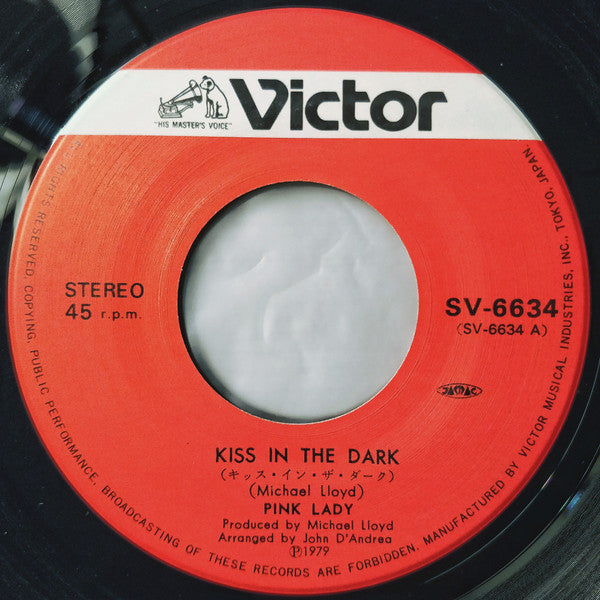 "HIS MASTER'S VOICE"
Victor
STEREO
45 r.p.m.
SV-6634
(SV-6634 A)
JASRAC
KISS IN THE DARK
(キッス・イン・ザ・ダーク)
(Michael Lloyd)
PINK LADY
Produced by Michael Lloyd
Arranged by John D'Andrea
Ⓟ1979
ALL RIGHTS RESERVED, COPYING, PUBLIC PERFORMANCE, BROADCASTING OF THESE RECORDS ARE FORBIDDEN. MANUFACTURED BY VICTOR MUSICAL INDUSTRIES, INC., TOKYO, JAPAN.